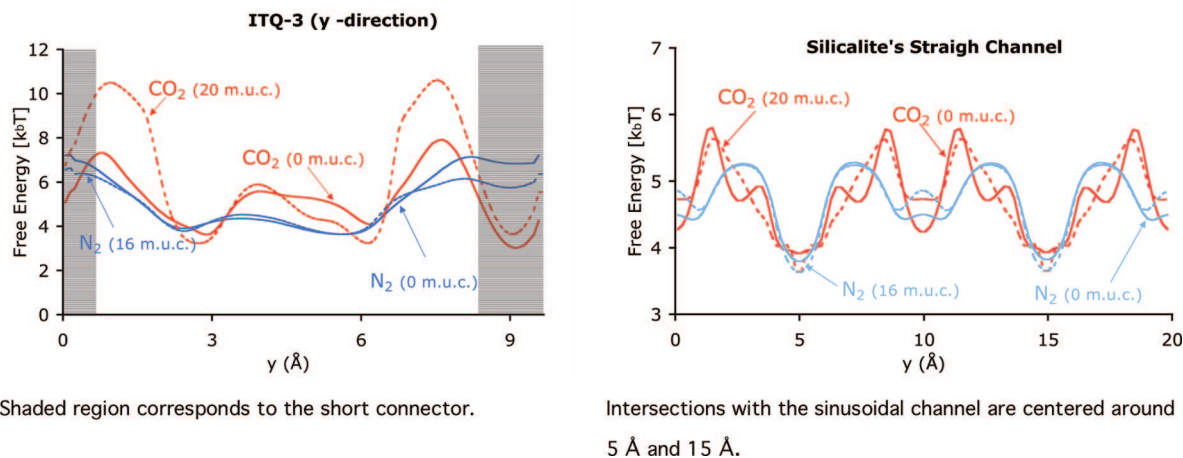 ITQ-3 (y -direction)
12
10
8
6
4
2
0
Free Energy [kbT]
CO2 (20 m.u.c.)
CO2 (0 m.u.c.)
N2 (16 m.u.c.)
N2 (0 m.u.c.)
0 3 6 9
y (Å)
Shaded region corresponds to the short connector.
Silicalite's Straigh Channel
7
6
5
4
3
Free Energy [kbT]
CO2 (20 m.u.c.)
CO2 (0 m.u.c.)
N2 (16 m.u.c.)
N2 (0 m.u.c.)
0 5 10 15 20
y (Å)
Intersections with the sinusoidal channel are centered around
5 Å and 15 Å.